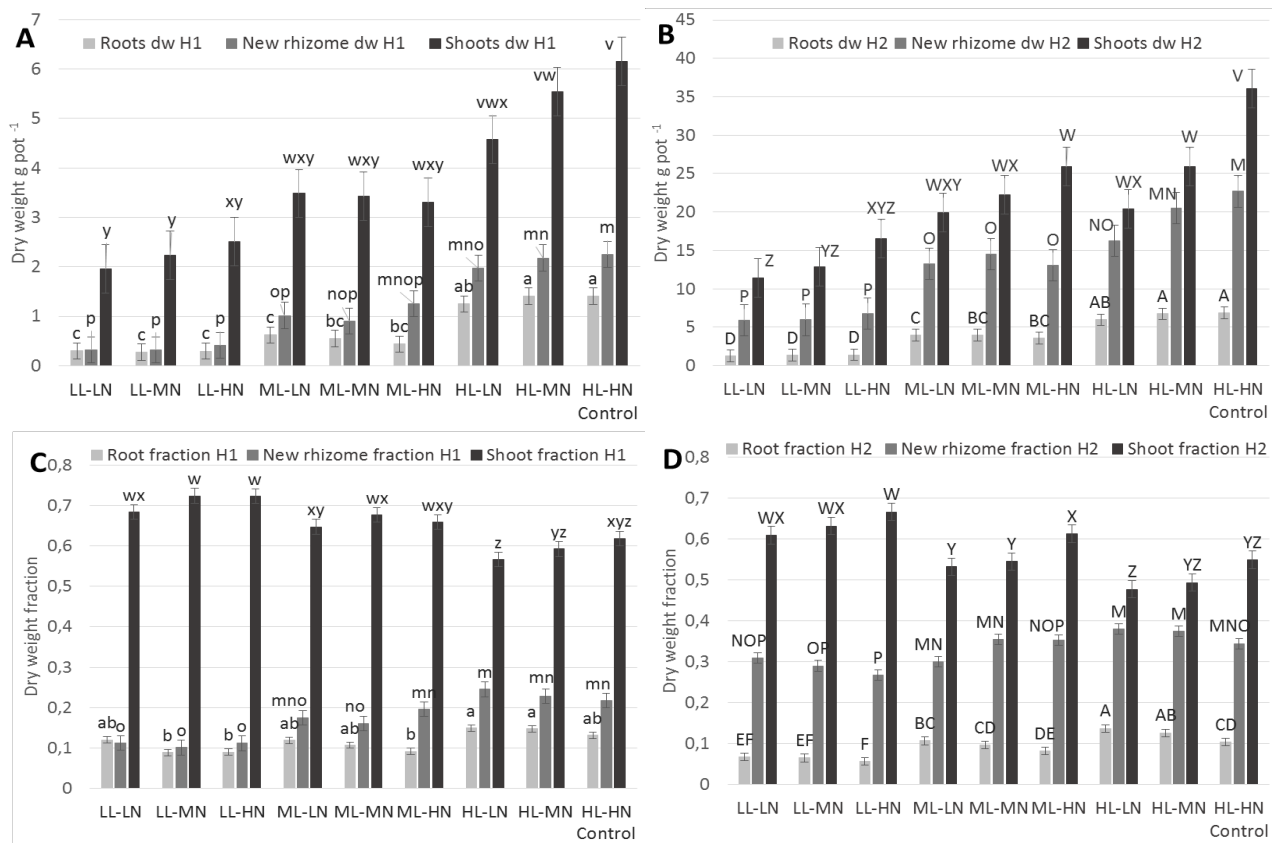 A
Roots dw H1 New rhizome dw H1 Shoots dw H1
Dry weight g pot -1
7
6
5
4
3
2
1
0
c p y
c p y
c p xy
c op wxy
bc nop wxy
bc mnop wxy
ab mno vwx
a mn vw
a m v
LL-LN LL-MN LL-HN ML-LN ML-MN ML-HN HL-LN HL-MN HL-HN
Control
B
Roots dw H2 New rhizome dw H2 Shoots dw H2
Dry weight g pot -1
45
40
35
30
25
20
15
10
5
0
D P Z
D P YZ
D P XYZ
C O WXY
BC O WX
BC O W
AB NO WX
A MN W
A M V
LL-LN LL-MN LL-HN ML-LN ML-MN ML-HN HL-LN HL-MN HL-HN
Control
C
Root fraction H1 New rhizome fraction H1 Shoot fraction H1
Dry weight fraction
0,8
0,7
0,6
0,5
0,4
0,3
0,2
0,1
0
ab o wx
b o w
b o w
ab mno xy
ab no wx
b mn wxy
a m z
a mn yz
ab mn xyz
LL-LN LL-MN LL-HN ML-LN ML-MN ML-HN HL-LN HL-MN HL-HN
Control
D
Root fraction H2 New rhizome fraction H2 Shoot fraction H2
Dry weight fraction
0,8
0,7
0,6
0,5
0,4
0,3
0,2
0,1
0
EF NOP WX
EF OP WX
F P W
BC MN Y
CD MN Y
DE NOP X
A M Z
AB M YZ
CD MNO YZ
LL-LN LL-MN LL-HN ML-LN ML-MN ML-HN HL-LN HL-MN HL-HN
Control